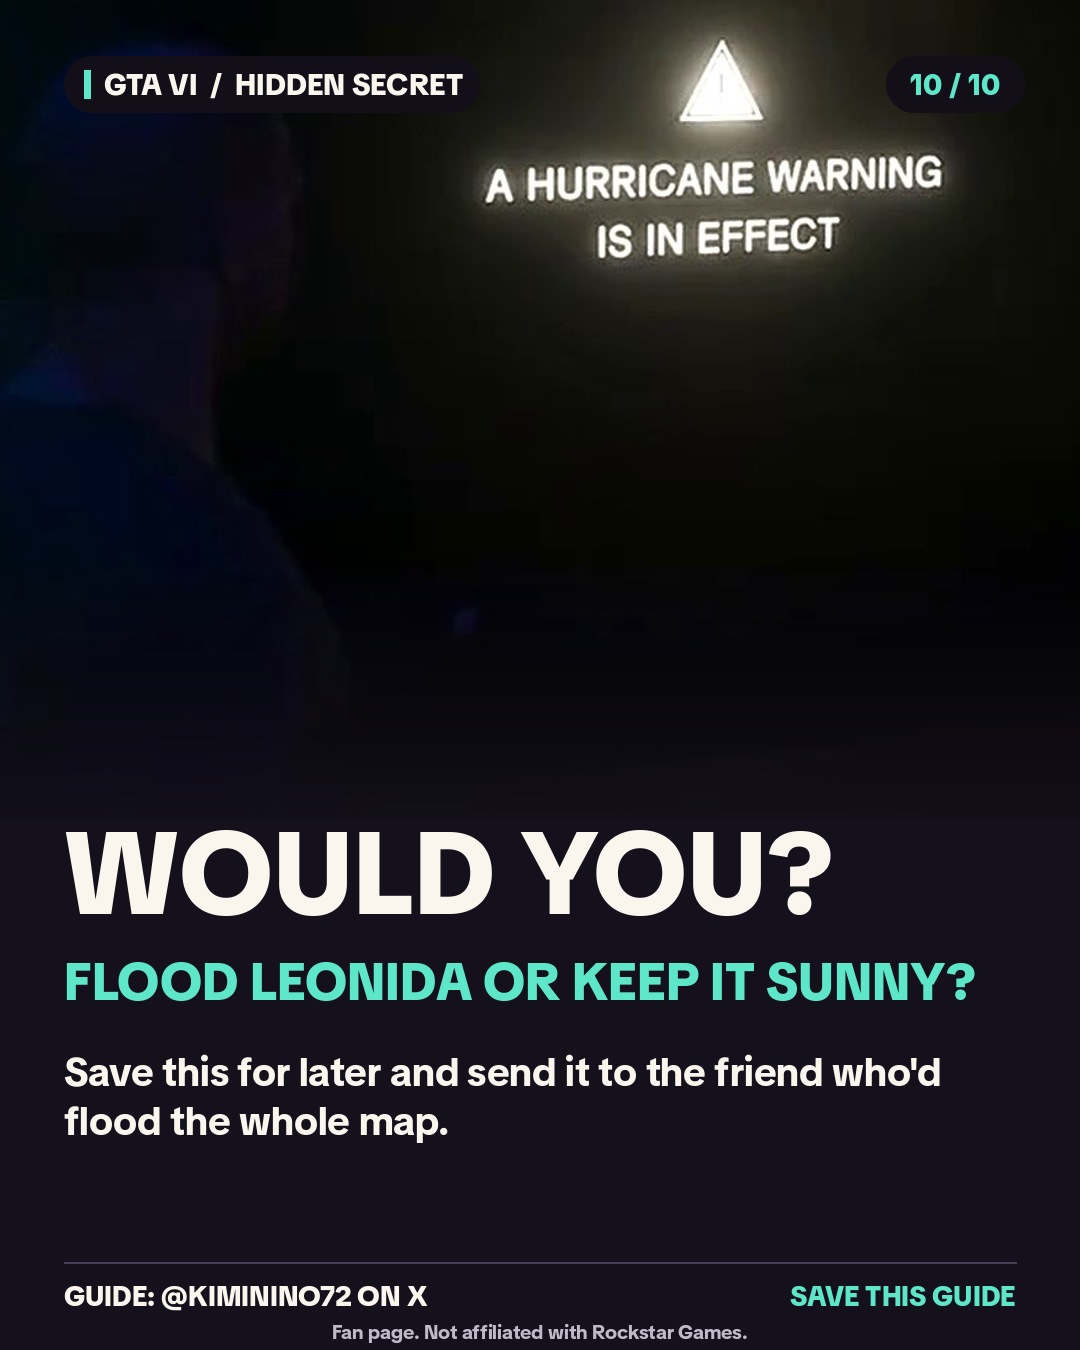 GTA VI / HIDDEN SECRET
10 / 10
A HURRICANE WARNING
IS IN EFFECT
WOULD YOU?
FLOOD LEONIDA OR KEEP IT SUNNY?
Save this for later and send it to the friend who'd
flood the whole map.
GUIDE: @KIMININO72 ON X
SAVE THIS GUIDE
Fan page. Not affiliated with Rockstar Games.